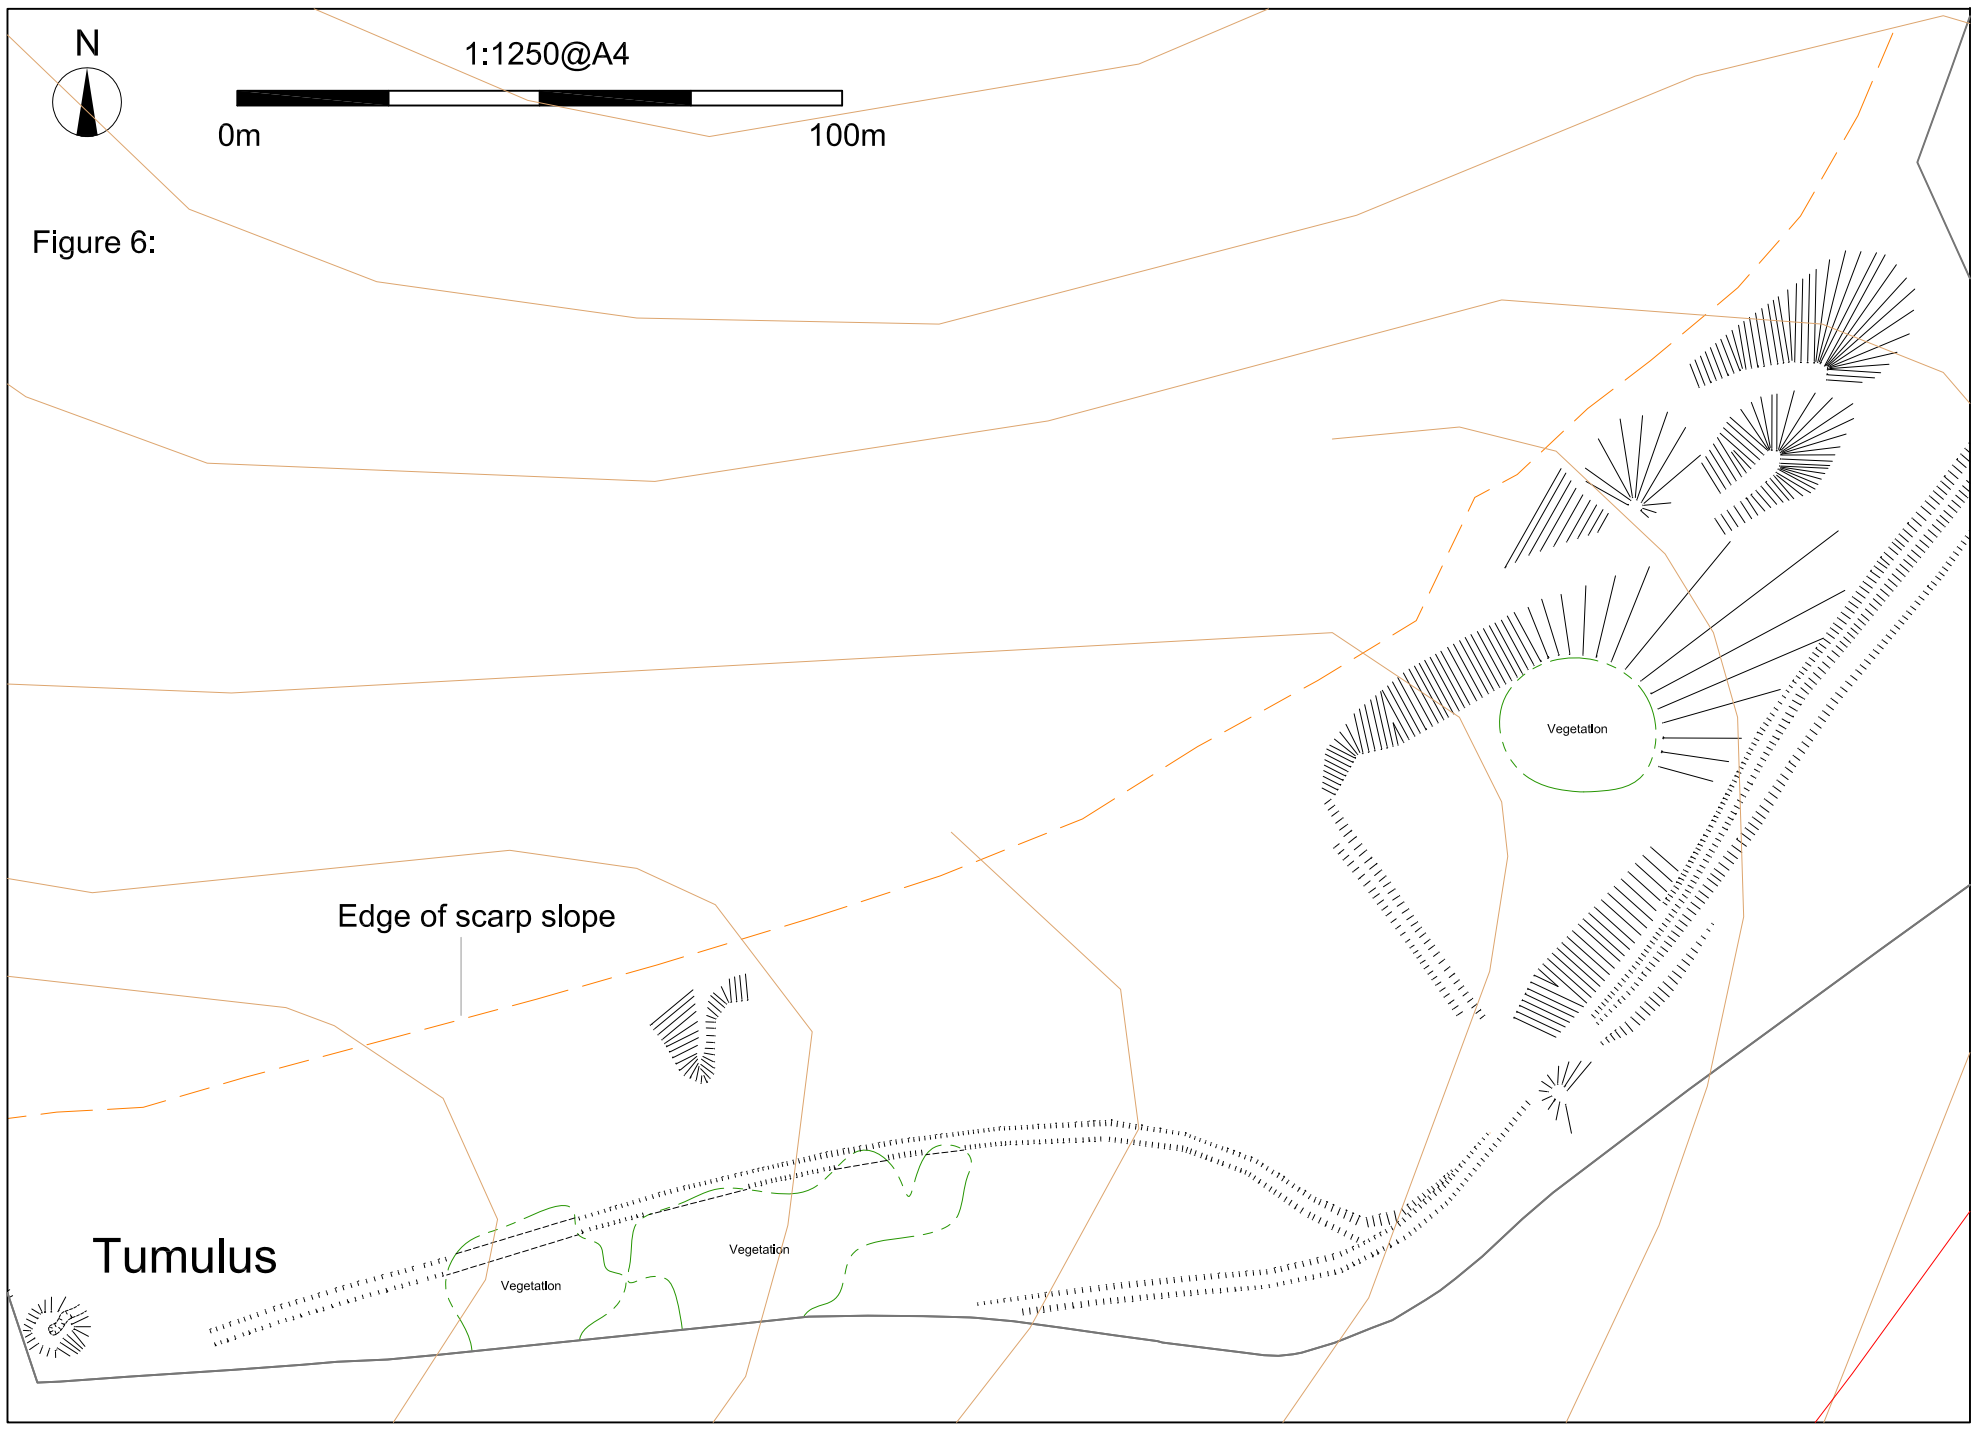 N
1:1250@A4
0m
100m
Figure 6:
Vegetation
Edge of scarp slope
Tumulus
Vegetation
Vegetation